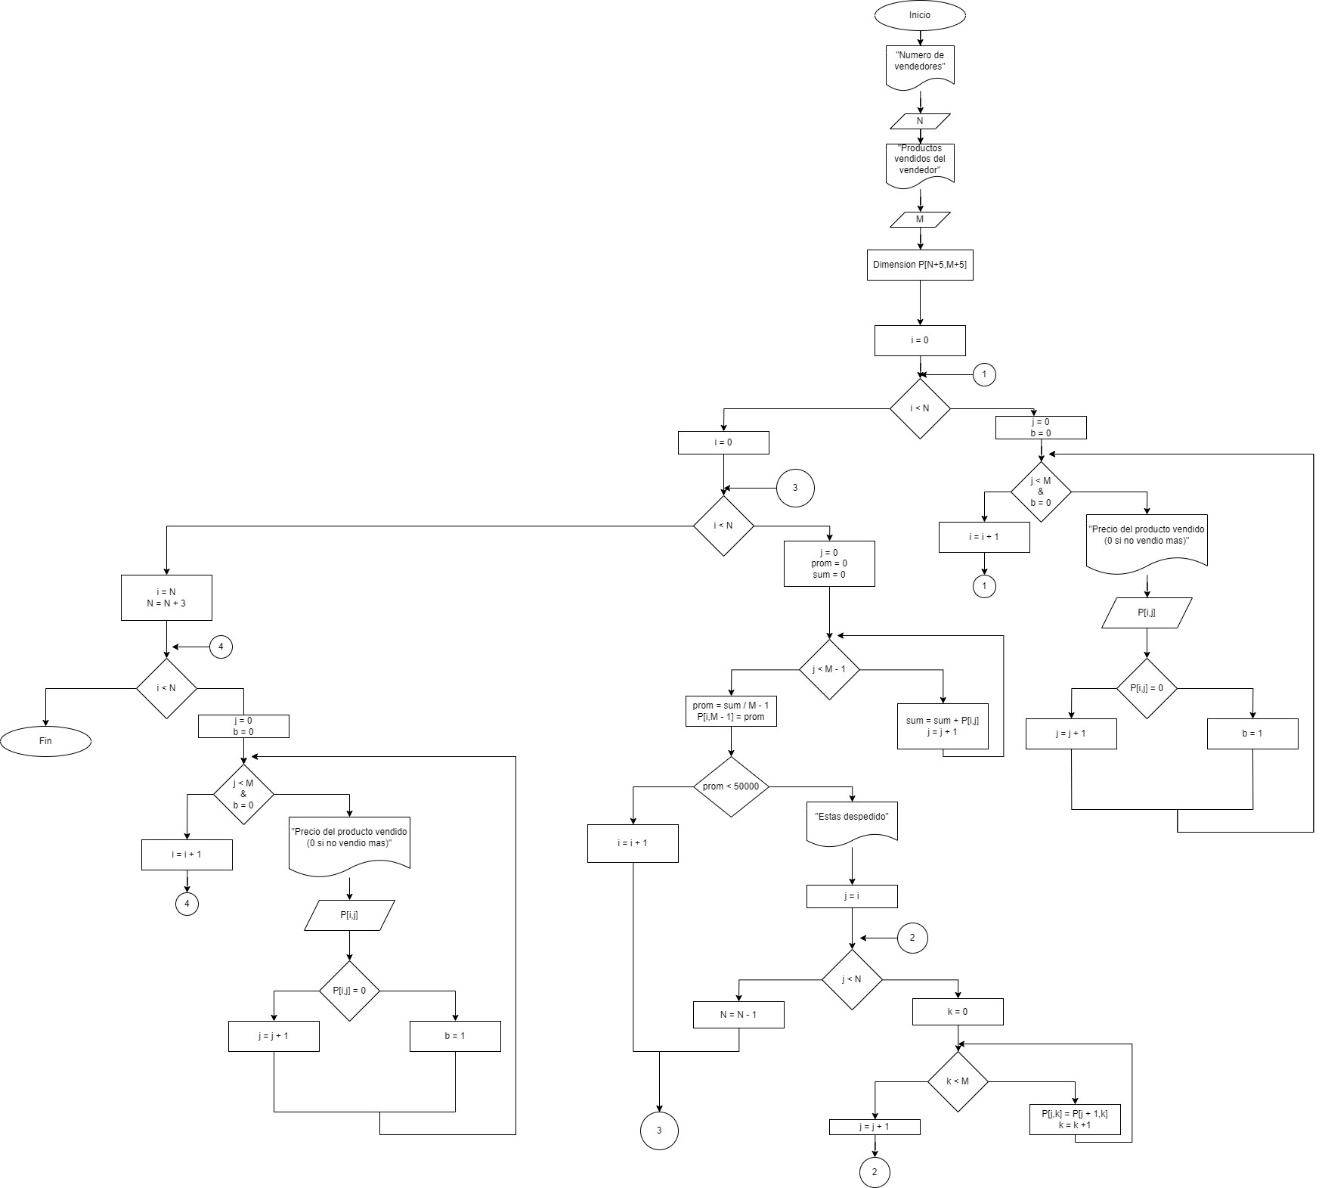 Inicio
"Numero de
vendedores"
N
"Productos
vendidos del
vendedor"
M
Dimension P[N+5,M+5]
i = 0
1
i < N
j = 0
b = 0
i = 0
3
j < M
&
b = 0
i < N
"Precio del producto vendido
(0 si no vendio mas)"
i = i + 1
j = 0
prom = 0
sum = 0
1
i = N
N = N + 3
P[i,j]
4
j < M - 1
i < N
P[i,j] = 0
prom = sum / M - 1
P[i,M - 1] = prom
sum = sum + P[i,j]
j = j + 1
j = 0
b = 0
j = j + 1
b = 1
Fin
j < M
&
b = 0
prom < 50000
"Estas despedido"
"Precio del producto vendido
(0 si no vendio mas)"
i = i + 1
i = i + 1
j = i
4
P[i,j]
2
j < N
P[i,j] = 0
N = N - 1
k = 0
j = j + 1
b = 1
k < M
P[j,k] = P[j + 1,k]
k = k +1
j = j + 1
3
2